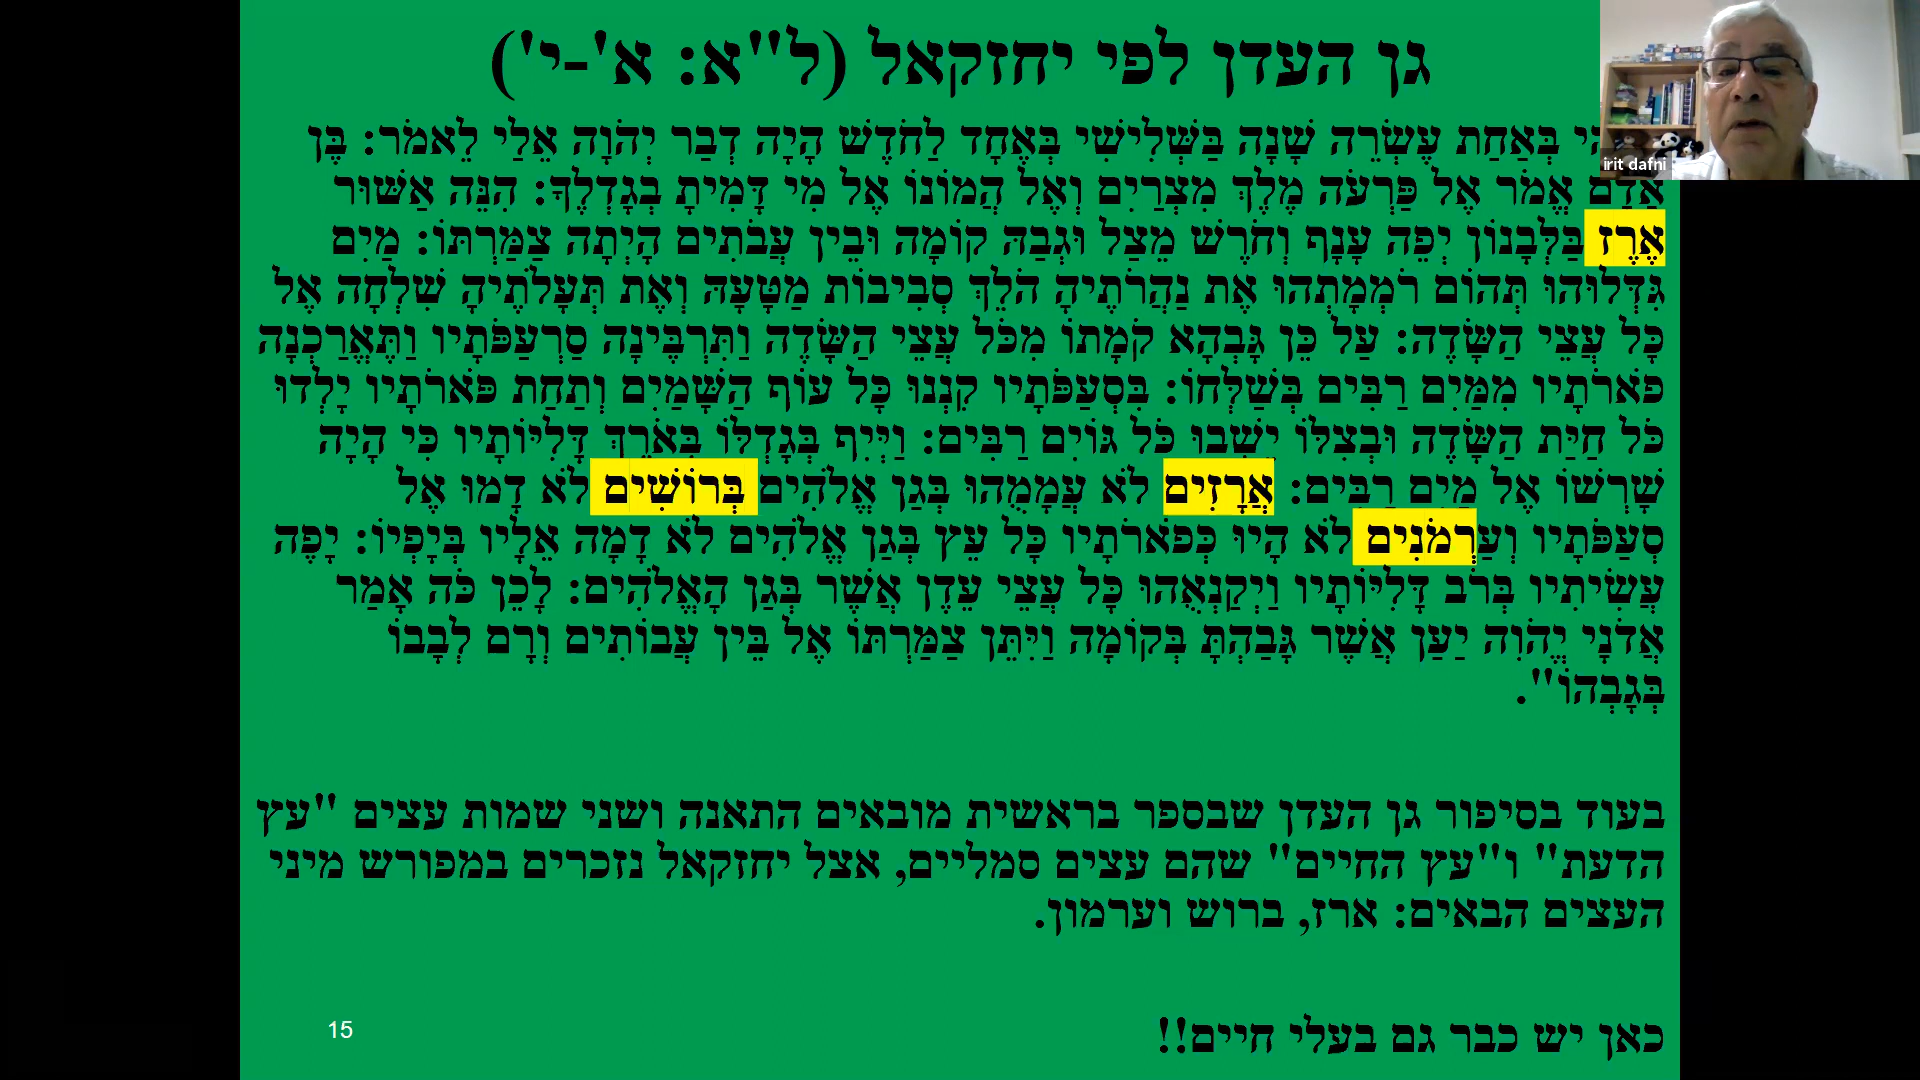 גן העדן לפי יחזקאל (ל"א: א'-י')
בְּאַחַת עֶשְׂרֵה שָׁנָה בַּשְּׁלִישִׁי בְּאֶחָד לַחֹדֶשׁ הָיָה דְבַר יְהֹוָה אֵלַי לֵאמֹר: בֶּן
אָדָם אֱמֹר אֶל פַּרְעֹה מֶלֶךְ מִצְרַיִם וְאֶל הֲמוֹנוֹ אֶל מִי דָּמִיתָ בְגָדְלֶךָ: הִנֵּה אַשּׁוּר
אֶרֶז בַּלְּבָנוֹן יְפֵה עָנָף וְחֹרֶשׁ מֵצַל וּגְבַהּ קוֹמָה וּבֵין עֲבֹתִים הָיְתָה צַמַּרְתּוֹ: מַיִם
גִּדְּלוּהוּ תְּהוֹם רֹמְמָתְהוּ אֶת נַהֲרֹתֶיהָ הֹלֵךְ סְבִיבוֹת מַטָּעָהּ וְאֶת תְּעָלֹתֶיהָ שִׁלְחָה אֶל
כָּל עֲצֵי הַשָּׂדֶה: עַל כֵּן גָּבְהָא קֹמָתוֹ מִכֹּל עֲצֵי הַשָּׂדֶה וַתִּרְבֶּינָה סַרְעַפֹּתָיו וַתֶּאֱרַכְנָה
פֹארֹתָיו מִמַּיִם רַבִּים בְּשַׁלְּחוֹ: בִּסְעַפֹּתָיו קִנְנוּ כָּל עוֹף הַשָּׁמַיִם וְתַחַת פֹּארֹתָיו יָלְדוּ
כֹּל חַיַּת הַשָּׂדֶה וּבְצִלּוֹ יֵשְׁבוּ כֹּל גּוֹיִם רַבִּים: וַיְּיִף בְּגָדְלוֹ בְּאֹרֶךְ דָּלִיּוֹתָיו כִּי הָיָה
שָׁרְשׁוֹ אֶל מַיִם רַבִּים: אֲרָזִים לֹא עֲמָמֻהוּ בְּגַן אֱלֹהִים בְּרוֹשִׁים לֹא דָמוּ אֶל
סְעַפֹּתָיו וְעַרְמֹנִים לֹא הָיוּ כְּפֹארֹתָיו כָּל עֵץ בְּגַן אֱלֹהִים לֹא דָמָה אֵלָיו בְּיָפְיוֹ: יָפֶה
עֲשִׂיתִיו בְּרֹב דָּלִיּוֹתָיו וַיְקַנְאֻהוּ כָּל עֲצֵי עֵדֶן אֲשֶׁר בְּגַן הָאֱלֹהִים: לָכֵן כֹּה אָמַר
אֲדֹנָי יֱהֹוִה יַעַן אֲשֶׁר גָּבַהְתָּ בְּקוֹמָה וַיִּתֵּן צַמַּרְתּוֹ אֶל בֵּין עֲבוֹתִים וְרָם לְבָבוֹ
בְּגָבְהוֹ".
בעוד בסיפור גן העדן שבספר בראשית מובאים התאנה ושני שמות עצים "עץ
הדעת" ו"עץ החיים" שהם עצים סמליים, אצל יחזקאל נזכרים במפורש מיני
העצים הבאים: ארז, ברוש וערמון.
כאן יש כבר גם בעלי חיים!!
15
irit dafni